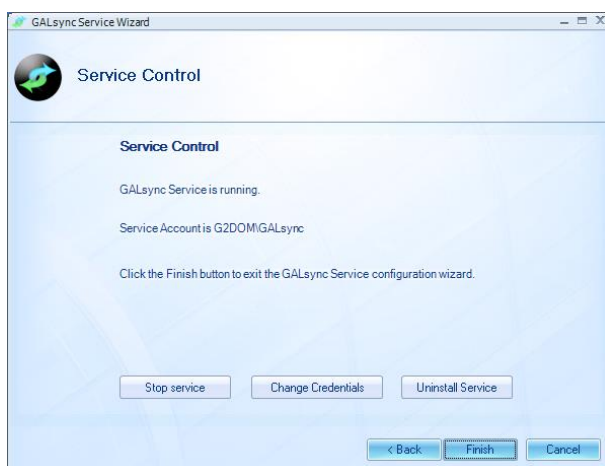 GALsync Service Wizard
Service Control
Service Control
GALsync Service is running.
Service Account is G2DOM\GALsync
Click the Finish button to exit the GALsync Service configuration wizard.
Stop service Change Credentials Uninstall Service
< Back Finish Cancel